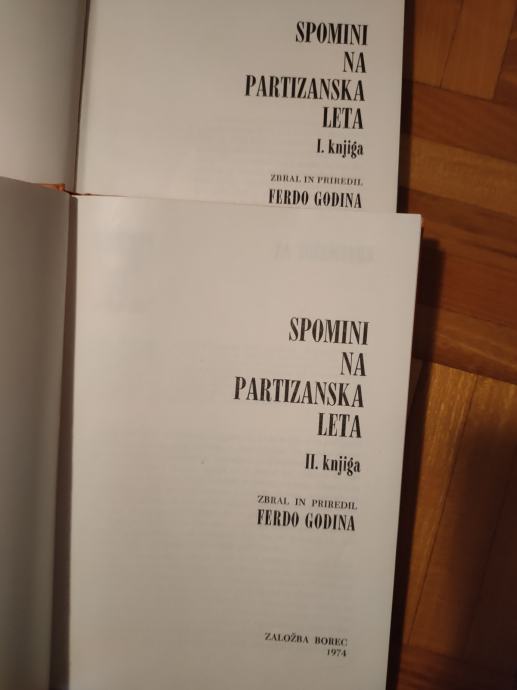 SPOMINI
NA
PARTIZANSKA
LETA
I. knjiga
ZBRAL IN PRIREDIL
FERDO GODINA
SPOMINI
NA
PARTIZANSKA
LETA
II. knjiga
ZBRAL IN PRIREDIL
FERDO GODINA
ZALOŽBA BOREC
1974